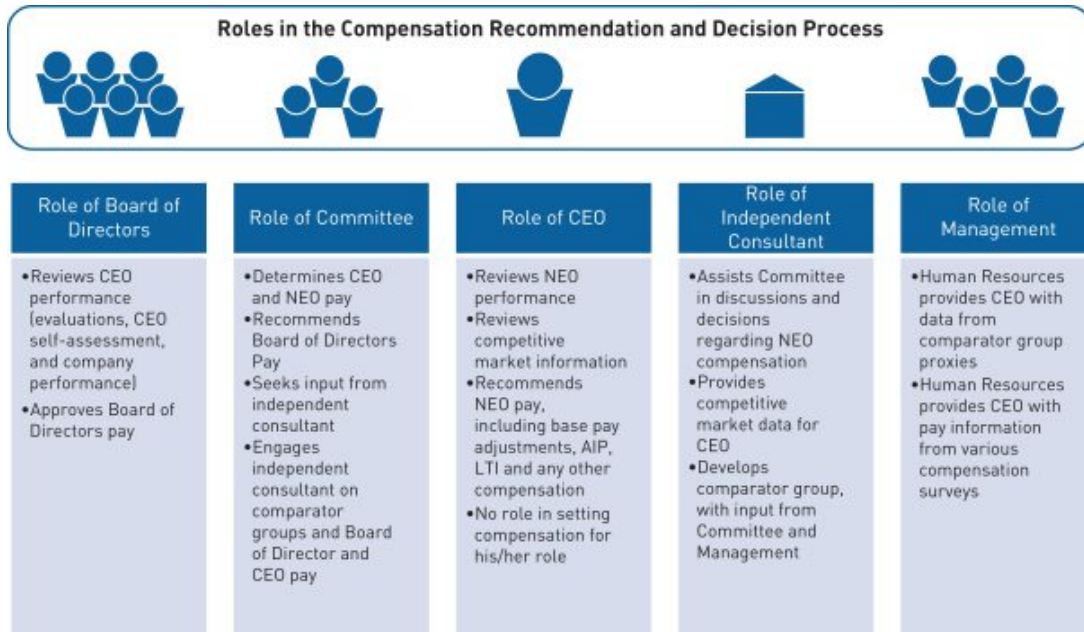 Roles in the Compensation Recommendation and Decision Process
Role of Board of
Directors
•Reviews CEO
performance
(evaluations, CEO
self-assessment,
and company
performance)
•Approves Board of
Directors pay
Role of Committee
•Determines CEO
and NEO pay
•Recommends
Board of Directors
Pay
•Seeks input from
independent
consultant
•Engages
independent
consultant on
comparator
groups and Board
of Director and
CEO pay
Role of CEO
•Reviews NEO
performance
•Reviews
competitive
market information
•Recommends
NEO pay,
including base pay
adjustments, AIP,
LTI and any other
compensation
•No role in setting
compensation for
his/her role
Role of
Independent
Consultant
•Assists Committee
in discussions and
decisions
regarding NEO
compensation
•Provides
competitive
market data for
CEO
•Develops
comparator group,
with input from
Committee and
Management
Role of
Management
•Human Resources
provides CEO with
data from
comparator group
proxies
•Human Resources
provides CEO with
pay information
from various
compensation
surveys